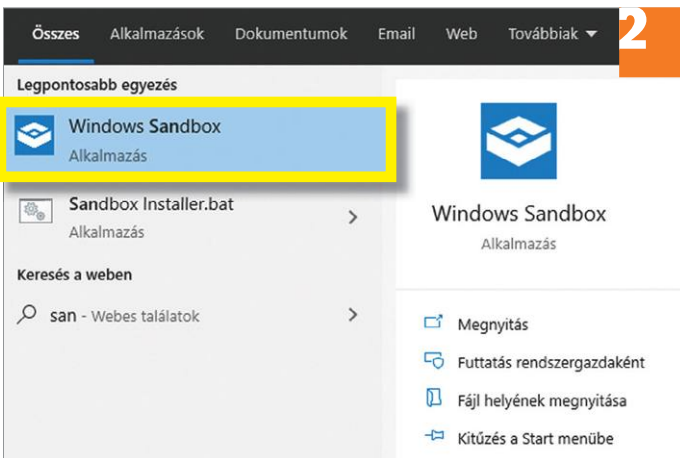 Összes Alkalmazások Dokumentumok Email Web Továbbiak
2
Legpontosabb egyezés
Windows Sandbox
Alkalmazás
Sandbox Installer.bat
Alkalmazás
Keresés a weben
san - Webes találatok
Windows Sandbox
Alkalmazás
Megnyitás
Futtatás rendszergazdaként
Fájl helyének megnyitása
Kitűzés a Start menübe